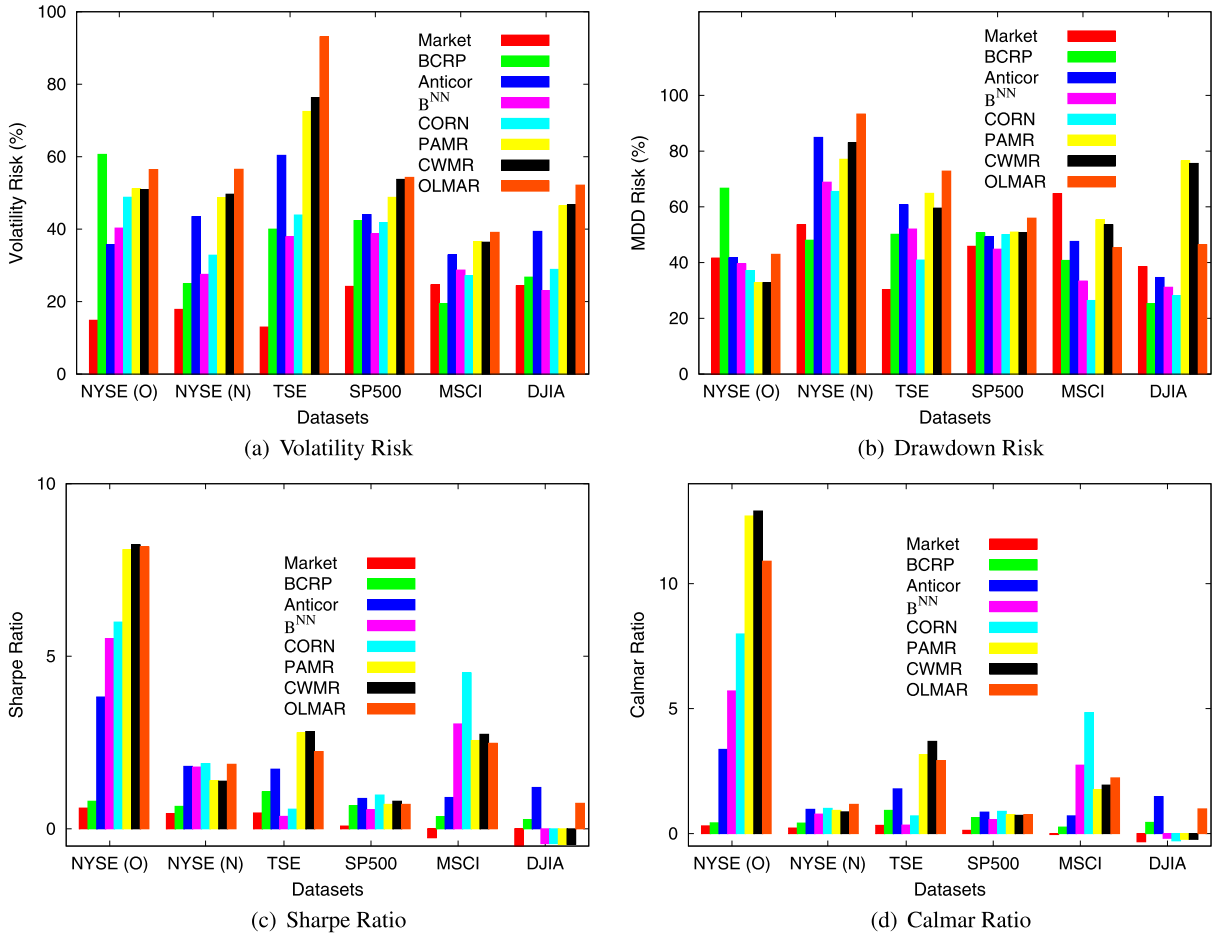 100
80
60
40
20
0
Volatility Risk (%)
Market
BCRP
Anticor
B^NN
CORN
PAMR
CWMR
OLMAR
NYSE (O) NYSE (N) TSE SP500 MSCI DJIA
Datasets
(a) Volatility Risk
100
80
60
40
20
0
MDD Risk (%)
Market
BCRP
Anticor
B^NN
CORN
PAMR
CWMR
OLMAR
NYSE (O) NYSE (N) TSE SP500 MSCI DJIA
Datasets
(b) Drawdown Risk
10
5
0
Sharpe Ratio
Market
BCRP
Anticor
B^NN
CORN
PAMR
CWMR
OLMAR
NYSE (O) NYSE (N) TSE SP500 MSCI DJIA
Datasets
(c) Sharpe Ratio
10
5
0
Calmar Ratio
Market
BCRP
Anticor
B^NN
CORN
PAMR
CWMR
OLMAR
NYSE (O) NYSE (N) TSE SP500 MSCI DJIA
Datasets
(d) Calmar Ratio